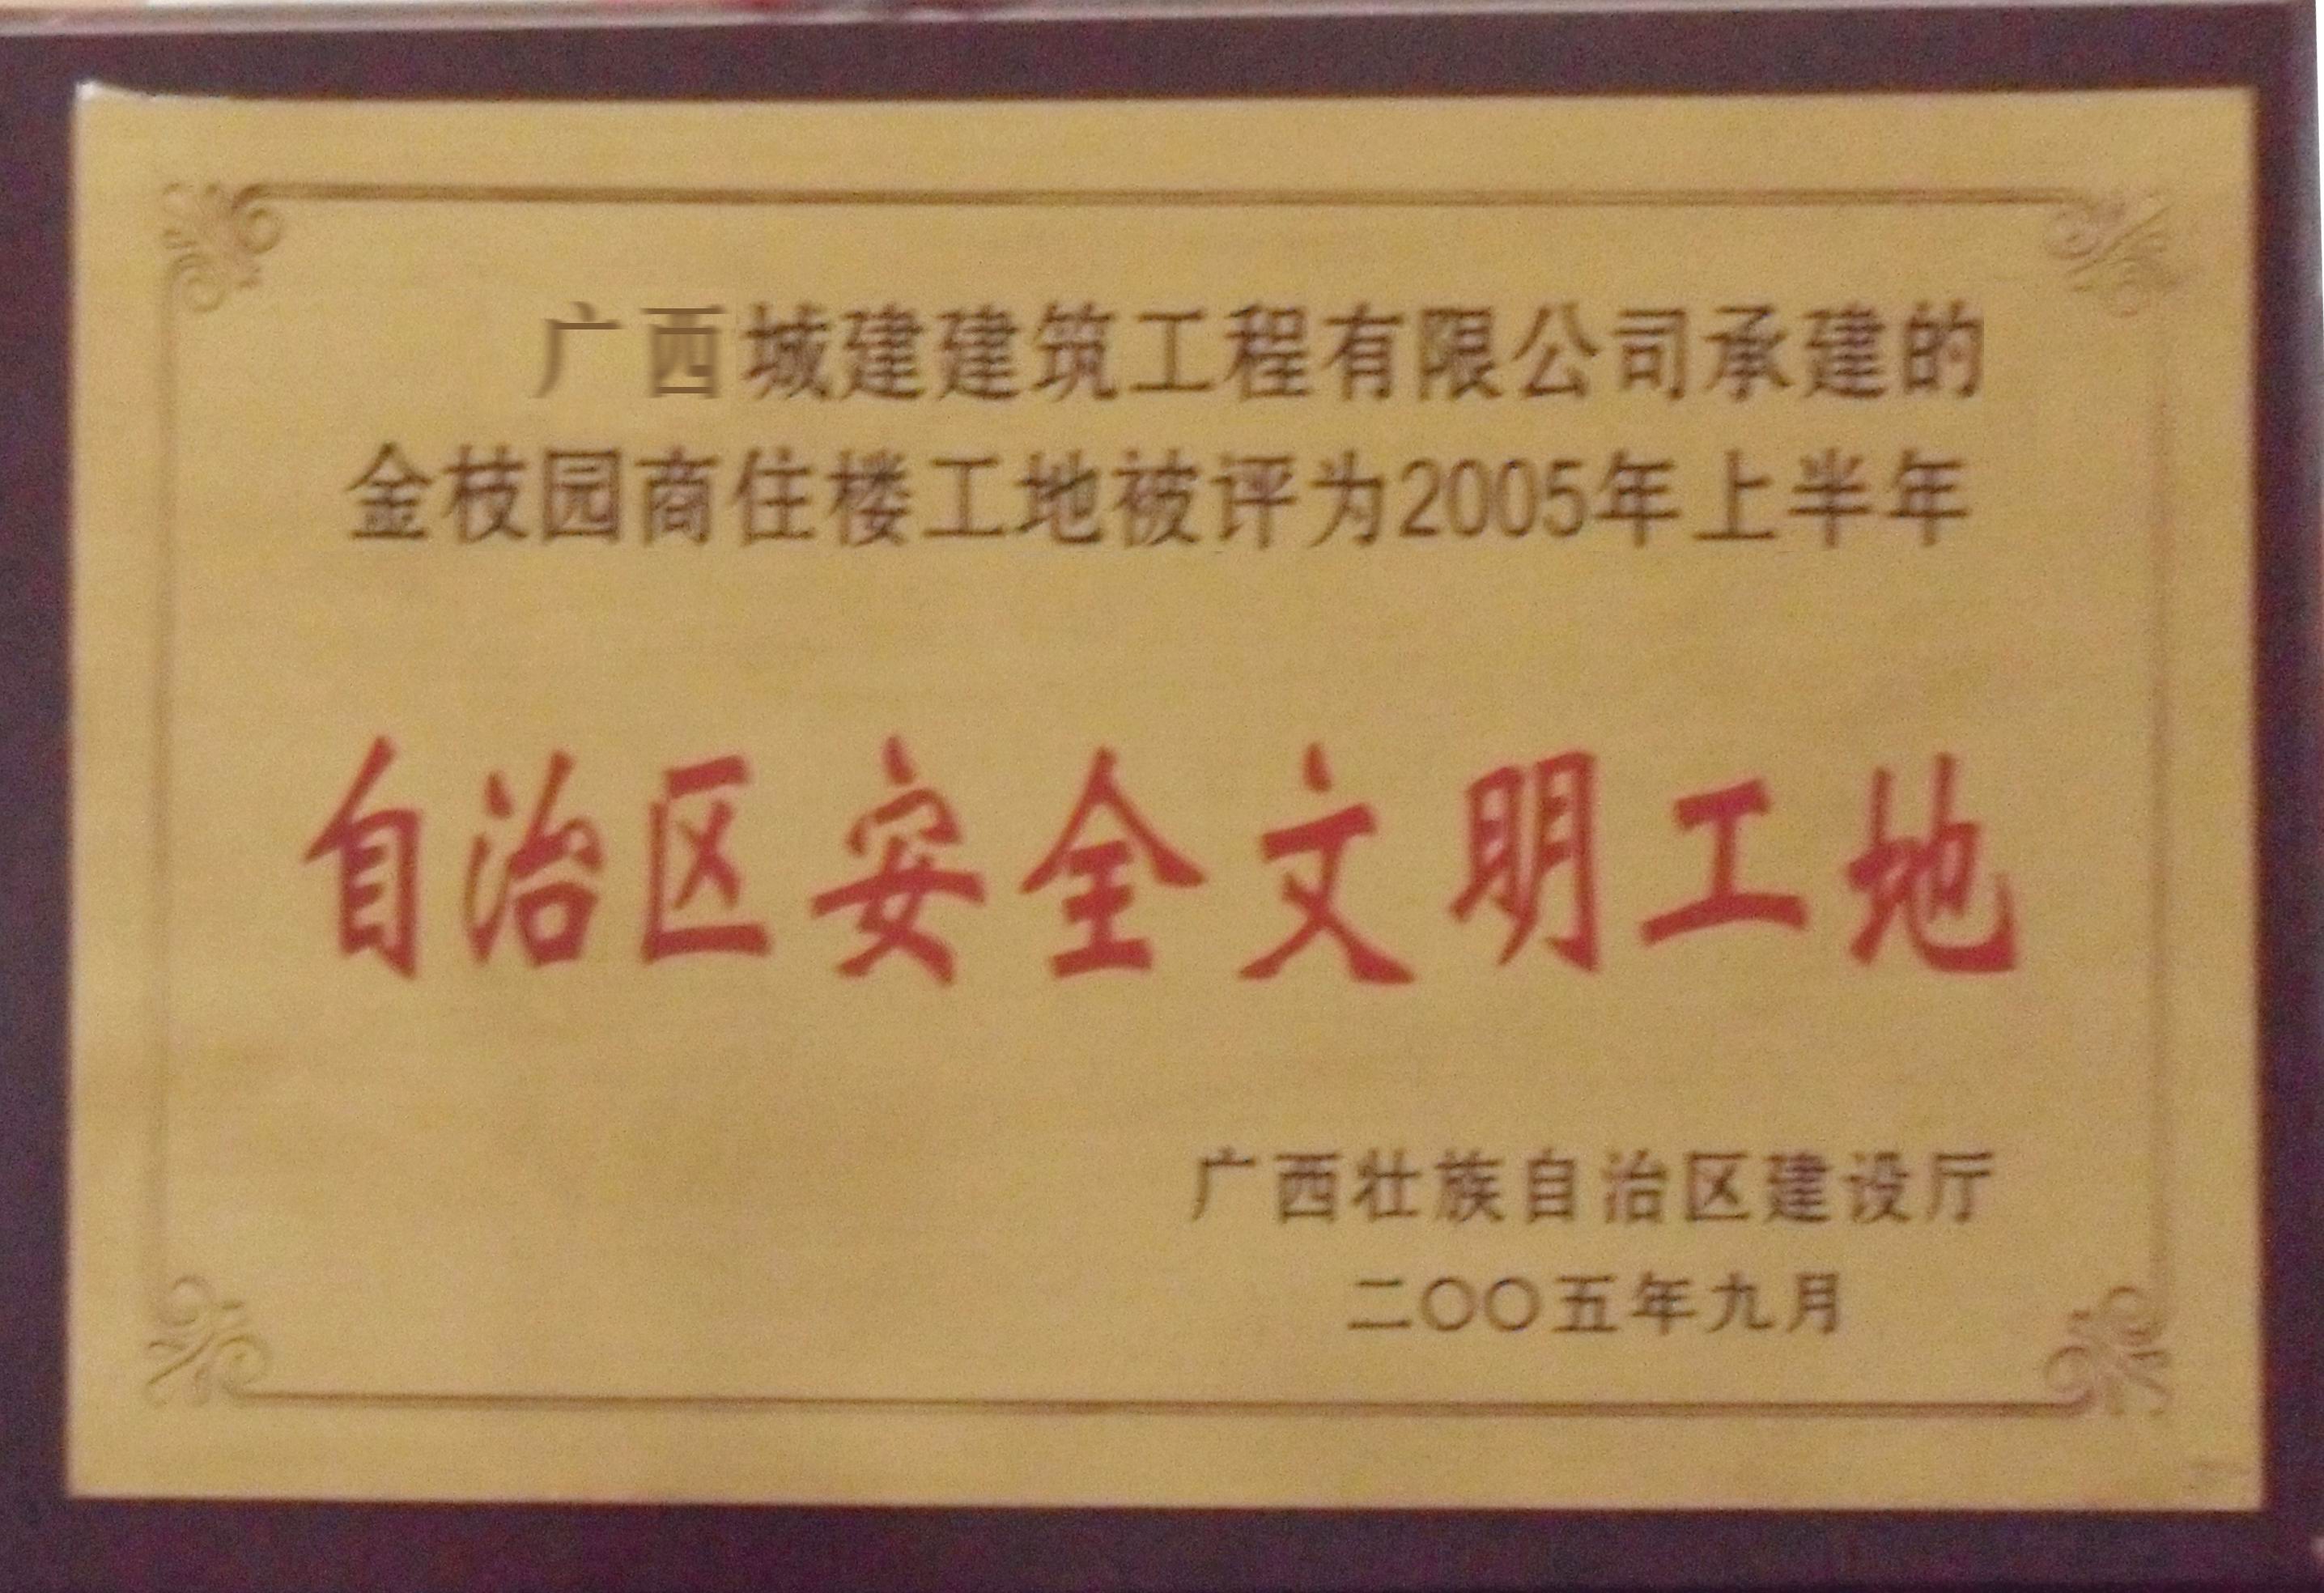 广西城建建筑工程有限公司承建的
金枝园商住楼工地被评为2005年上半年
自治区安全文明工地
广西壮族自治区建设厅
二〇〇五年九月